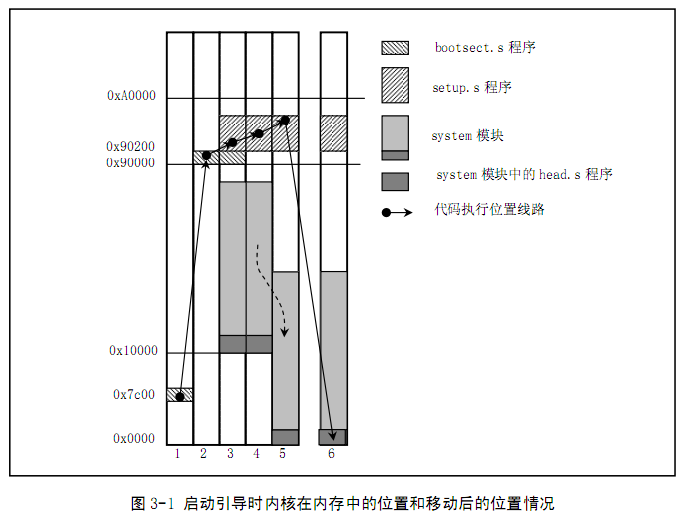 0xA0000
0x90200
0x90000
0x10000
0x7c00
0x0000
1 2 3 4 5 6
bootsect.s 程序
setup.s 程序
system 模块
system 模块中的 head.s 程序
代码执行位置线路
图 3-1 启动引导时内核在内存中的位置和移动后的位置情况